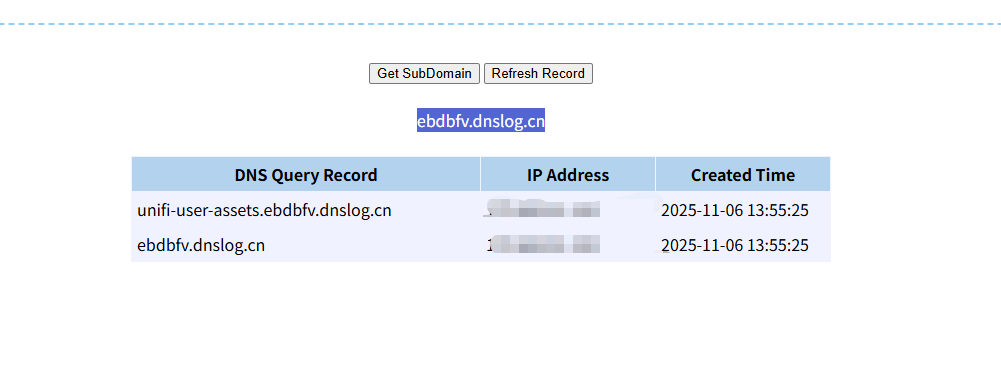 Get SubDomain Refresh Record
ebdbfv.dnslog.cn
DNS Query Record IP Address Created Time
unifi-user-assets.ebdbfv.dnslog.cn 2025-11-06 13:55:25
ebdbfv.dnslog.cn 2025-11-06 13:55:25